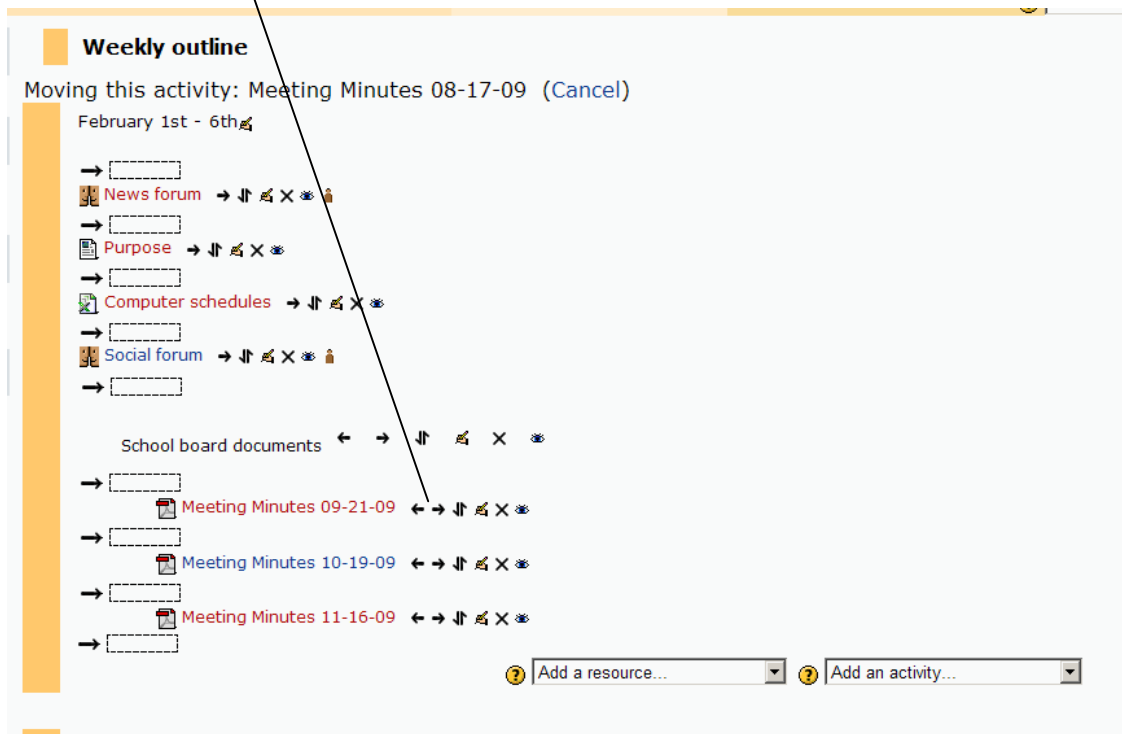 Weekly outline
Moving this activity: Meeting Minutes 08-17-09 (Cancel)
February 1st - 6th
News forum
Purpose
Computer schedules
Social forum
School board documents
Meeting Minutes 09-21-09
Meeting Minutes 10-19-09
Meeting Minutes 11-16-09
Add a resource... Add an activity...